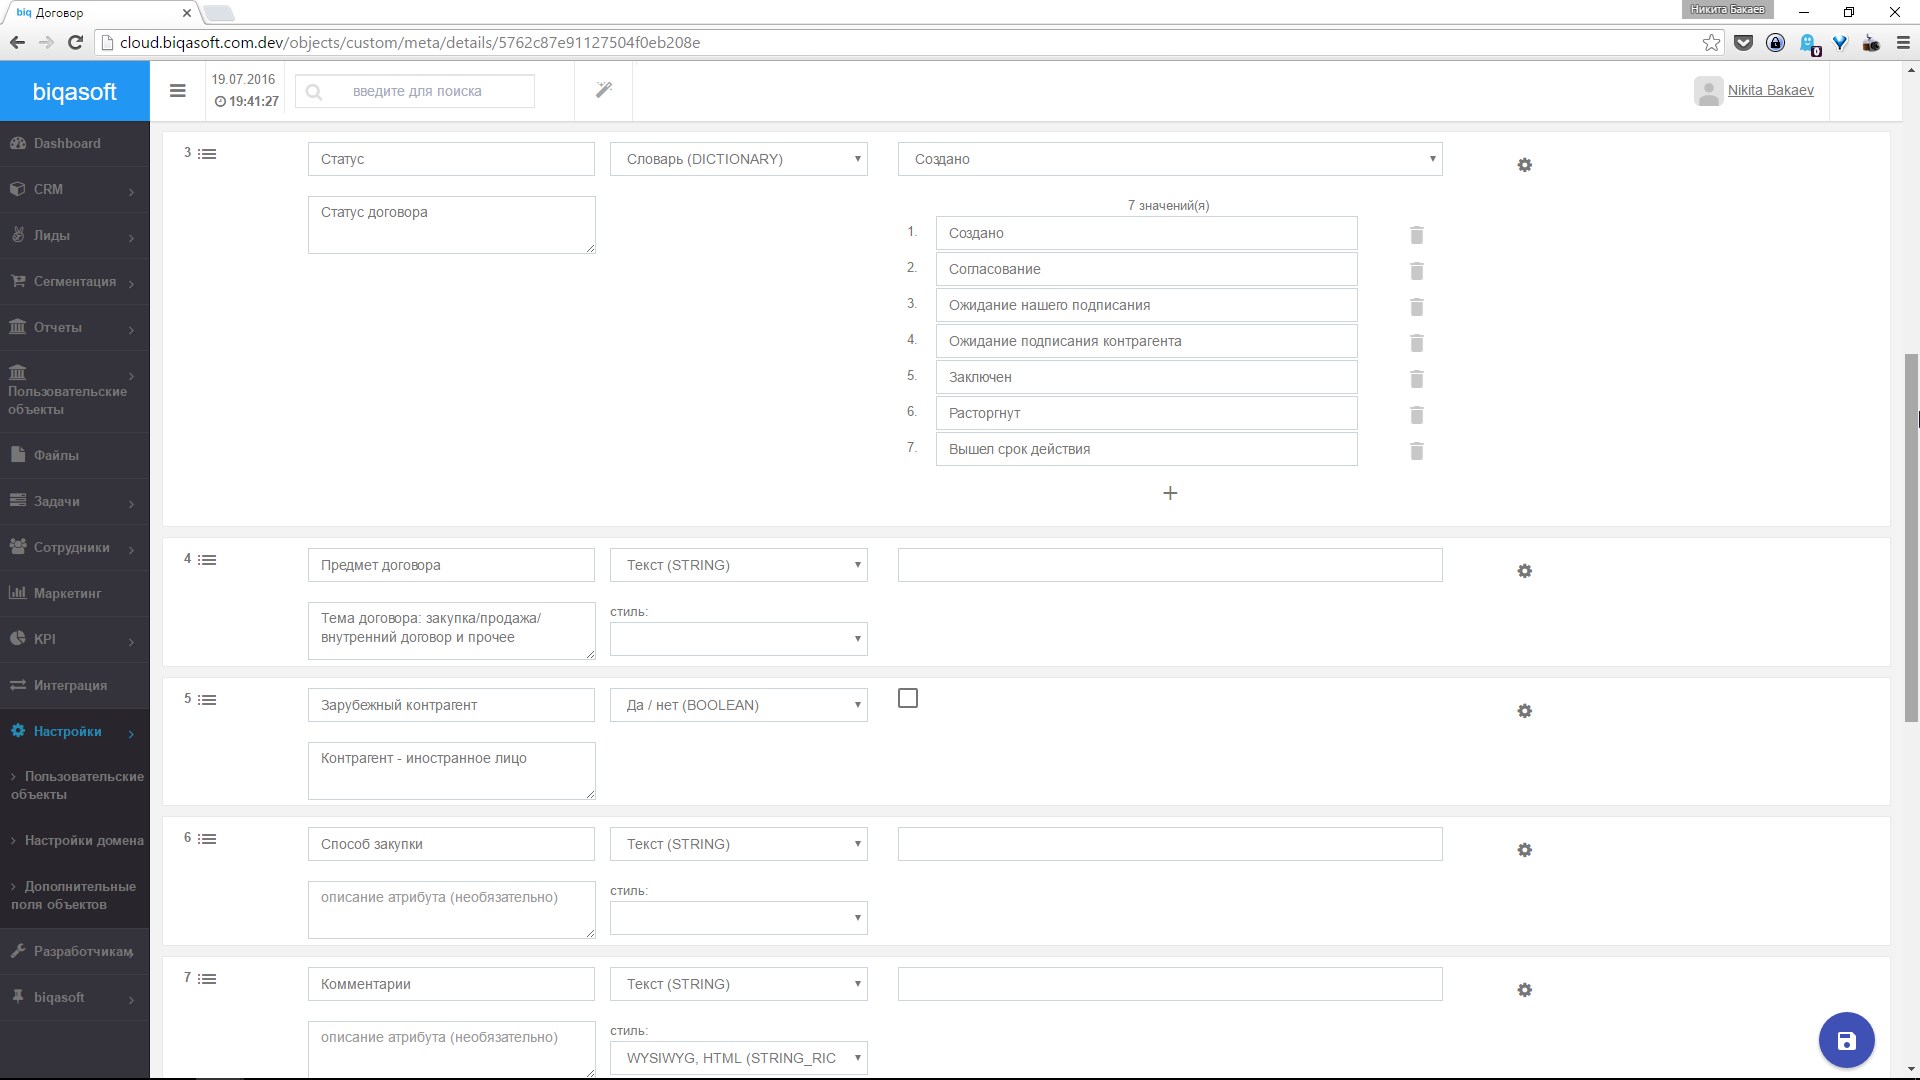 biq Договор
Никита Бакаев
cloud.biqasoft.com.dev/objects/custom/meta/details/5762c87e91127504f0eb208e
biqasoft
19.07.2016
19:41:27
введите для поиска
Nikita Bakaev
Dashboard
CRM
Лиды
Сегментация
Отчеты
Пользовательские
объекты
Файлы
Задачи
Сотрудники
Маркетинг
KPI
Интеграция
Настройки
Пользовательские
объекты
Настройки домена
Дополнительные
поля объектов
Разработчикам
biqasoft
3
Статус
Словарь (DICTIONARY)
Создано
Статус договора
7 значений(я)
1. Создано
2. Согласование
3. Ожидание нашего подписания
4. Ожидание подписания контрагента
5. Заключен
6. Расторгнут
7. Вышел срок действия
+
4
Предмет договора
Текст (STRING)
Тема договора: закупка/продажа/
внутренний договор и прочее
стиль:
5
Зарубежный контрагент
Да / нет (BOOLEAN)
Контрагент - иностранное лицо
6
Способ закупки
Текст (STRING)
описание атрибута (необязательно)
стиль:
7
Комментарии
Текст (STRING)
описание атрибута (необязательно)
стиль:
WYSIWYG, HTML (STRING_RIC